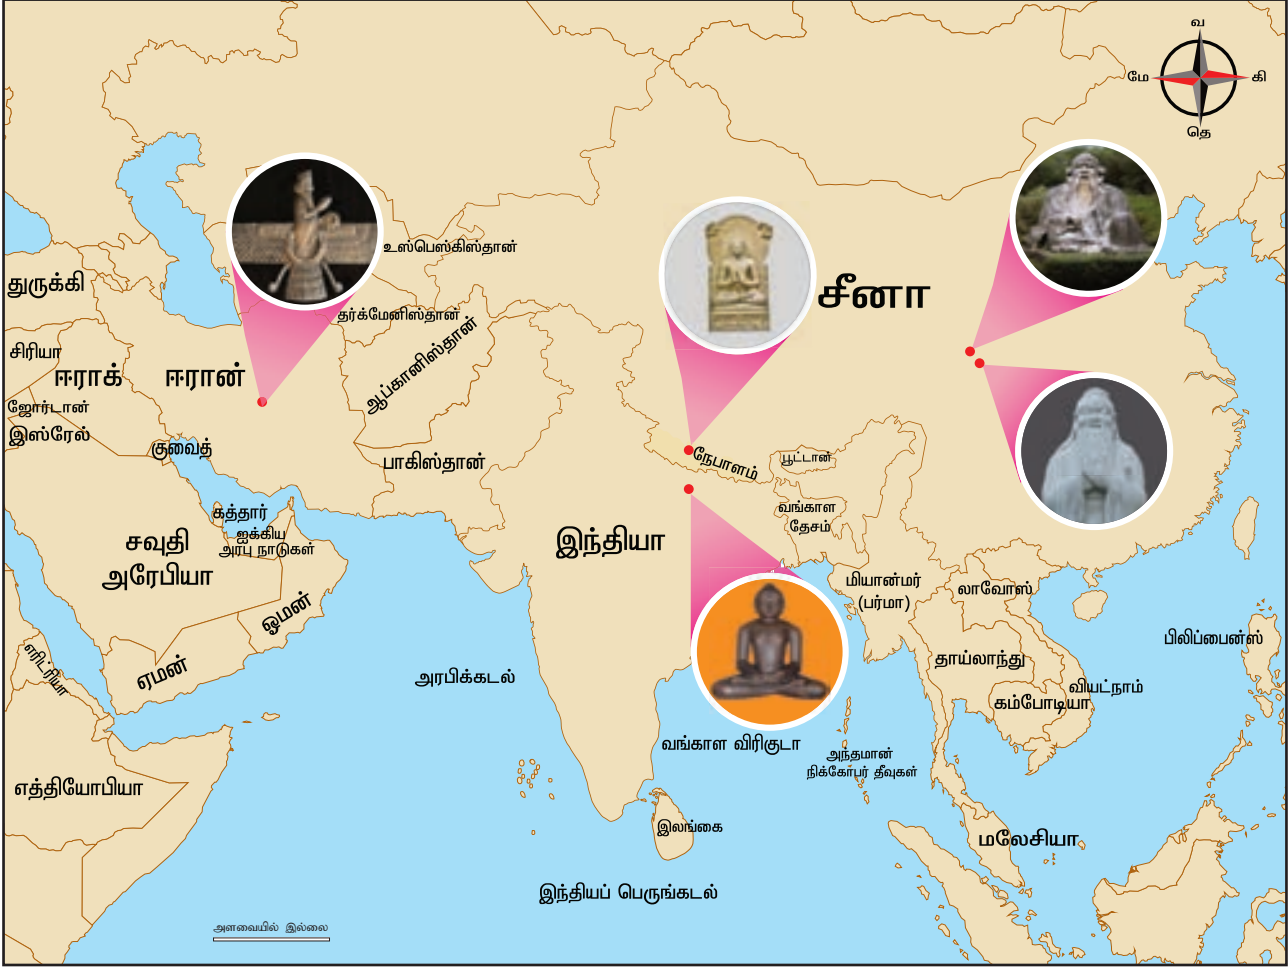 வ
மே
கி
தெ
உஸ்பெஸ்கிஸ்தான்
துருக்கி
சீனா
தர்க்மேனிஸ்தான்
சிரியா
ஈராக்
ஈரான்
ஆப்கானிஸ்தான்
ஜோர்டான்
இஸ்ரேல்
குவைத்
பாகிஸ்தான்
நேபாளம்
பூட்டான்
கத்தார்
ஐக்கிய
அரபு நாடுகள்
வங்காள
தேசம்
சவுதி
அரேபியா
இந்தியா
மியான்மர்
(பர்மா)
லாவோஸ்
ஓமன்
எரிட்ரியா
ஏமன்
அரபிக்கடல்
பிலிப்பைன்ஸ்
தாய்லாந்து
வியட்நாம்
கம்போடியா
வங்காள விரிகுடா
அந்தமான்
நிக்கோபர் தீவுகள்
எத்தியோபியா
இலங்கை
மலேசியா
இந்தியப் பெருங்கடல்
அளவையில் இல்லை